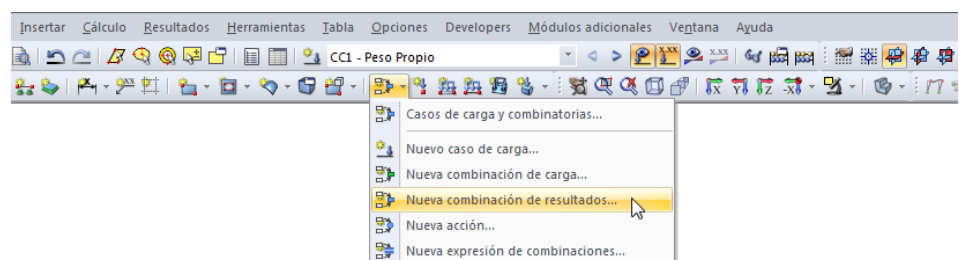 Insertar Cálculo Resultados Herramientas Tabla Opciones Developers Módulos adicionales Ventana Ayuda
CC1 - Peso Propio
Casos de carga y combinatorias...
Nuevo caso de carga...
Nueva combinación de carga...
Nueva combinación de resultados...
Nueva acción...
Nueva expresión de combinaciones...